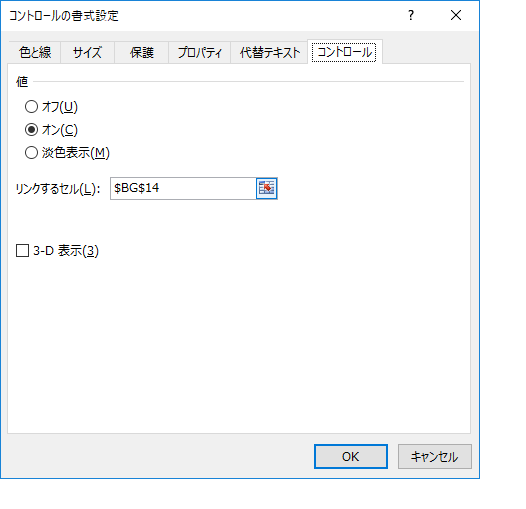 コントロールの書式設定 ?
色と線 サイズ 保護 プロパティ 代替テキスト コントロール
値
オフ(U)
オン(C)
淡色表示(M)
リンクするセル(L): $BG$14
3-D 表示(3)
OK キャンセル